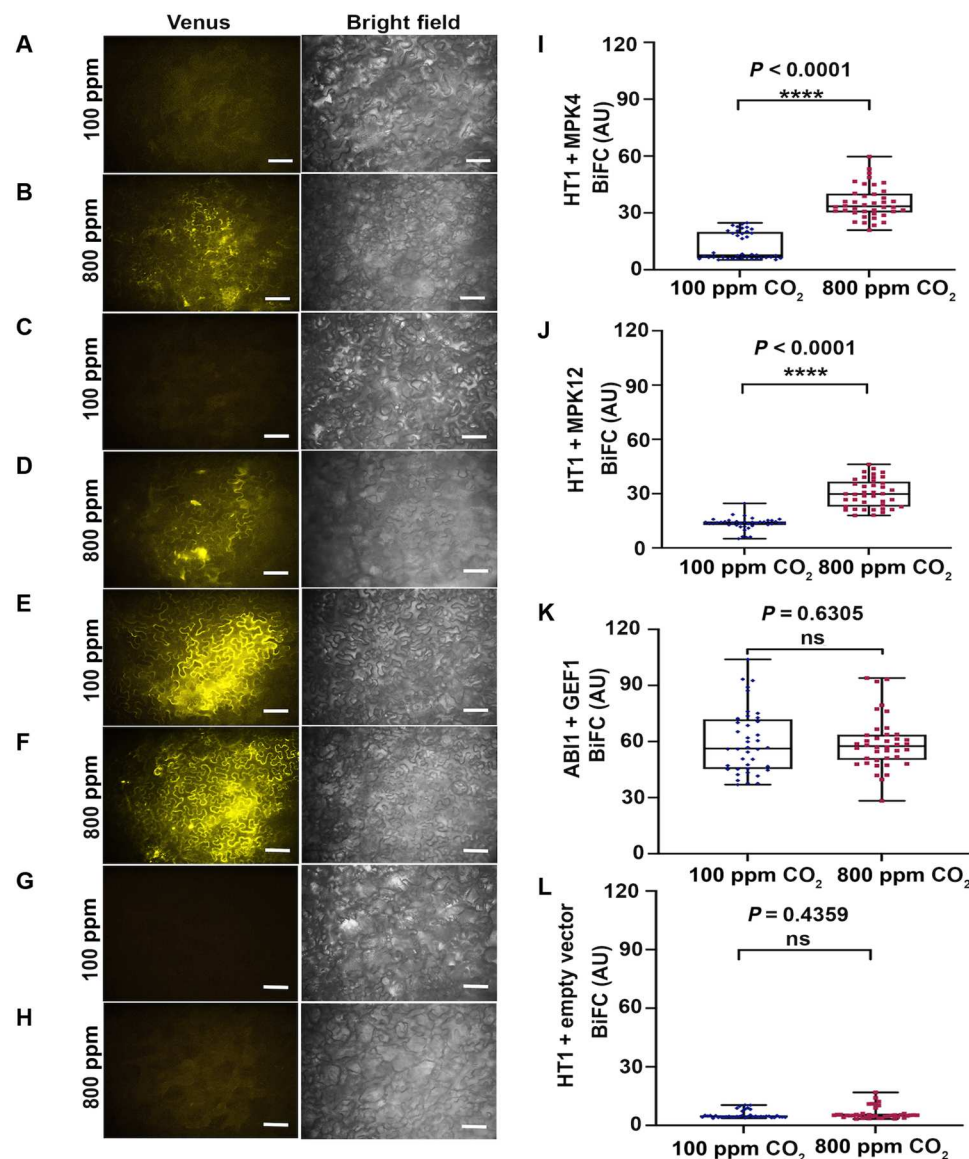 Venus Bright field
A
100 ppm
B
800 ppm
C
100 ppm
D
800 ppm
E
100 ppm
F
800 ppm
G
100 ppm
H
800 ppm
I
HT1 + MPK4
BiFC (AU)
120
90
60
30
0
P < 0.0001
****
100 ppm CO₂ 800 ppm CO₂
J
HT1 + MPK12
BiFC (AU)
120
90
60
30
0
P < 0.0001
****
100 ppm CO₂ 800 ppm CO₂
K
ABI1 + GEF1
BiFC (AU)
120
90
60
30
0
P = 0.6305
ns
100 ppm CO₂ 800 ppm CO₂
L
HT1 + empty vector
BiFC (AU)
120
90
60
30
0
P = 0.4359
ns
100 ppm CO₂ 800 ppm CO₂